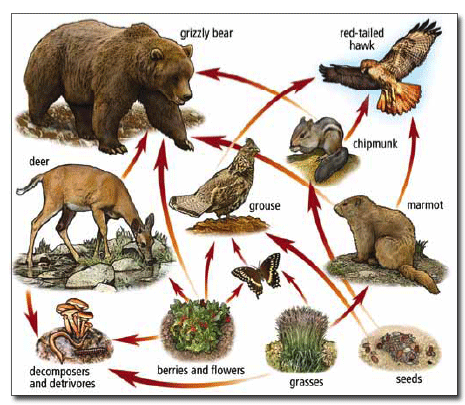 grizzly bear
red-tailed
hawk
chipmunk
deer
grouse
marmot
decomposers
and detrivores
berries and flowers
grasses
seeds